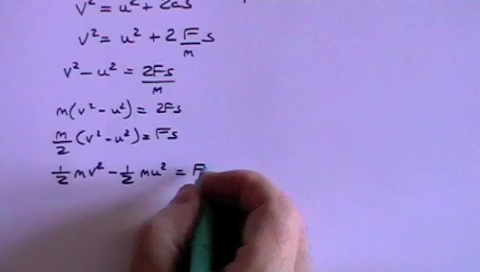 v² = u² + 2as
v² = u² + 2 F/m s
v² - u² = 2Fs/m
m(v² - u²) = 2Fs
m/2 (v² - u²) = Fs
1/2 mv² - 1/2 mu² = F